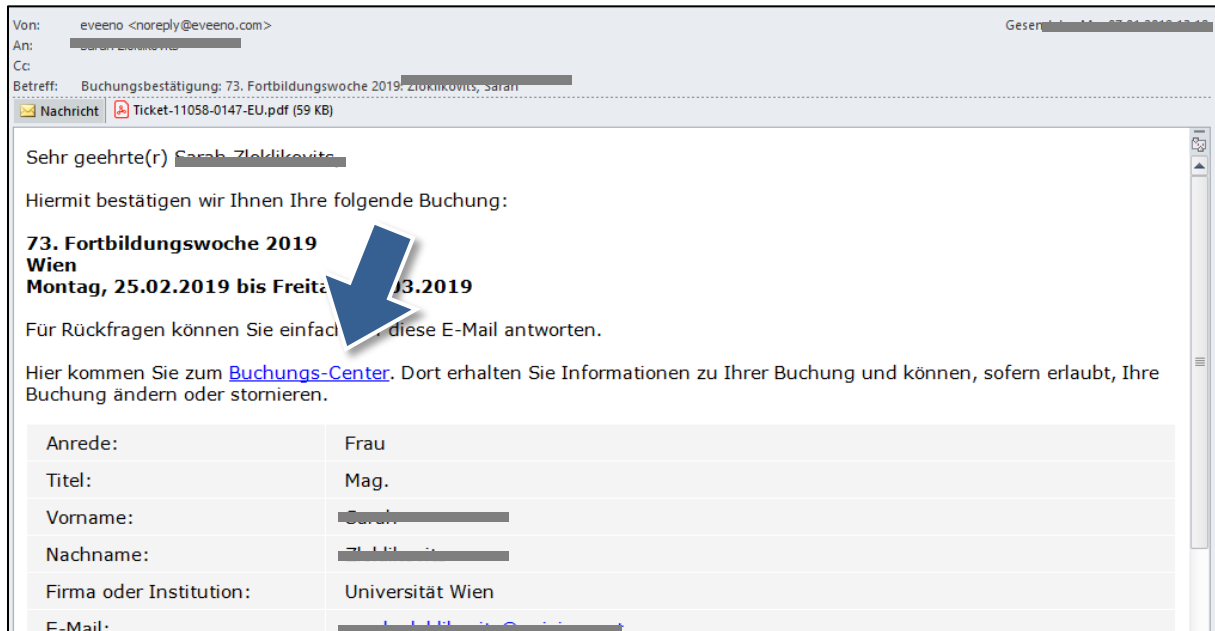 Von: eveeno <noreply@eveeno.com>
An:
Cc:
Betreff: Buchungsbestätigung: 73. Fortbildungswoche 2019:
Nachricht Ticket-11058-0147-EU.pdf (59 KB)
Sehr geehrte(r)
Hiermit bestätigen wir Ihnen Ihre folgende Buchung:
73. Fortbildungswoche 2019
Wien
Montag, 25.02.2019 bis 03.2019
Für Rückfragen können Sie diese E-Mail antworten.
Hier kommen Sie zum Buchungs-Center. Dort erhalten Sie Informationen zu Ihrer Buchung und können, sofern erlaubt, Ihre
Buchung ändern oder stornieren.
Anrede: Frau
Titel: Mag.
Vorname:
Nachname:
Firma oder Institution: Universität Wien
E-Mail: